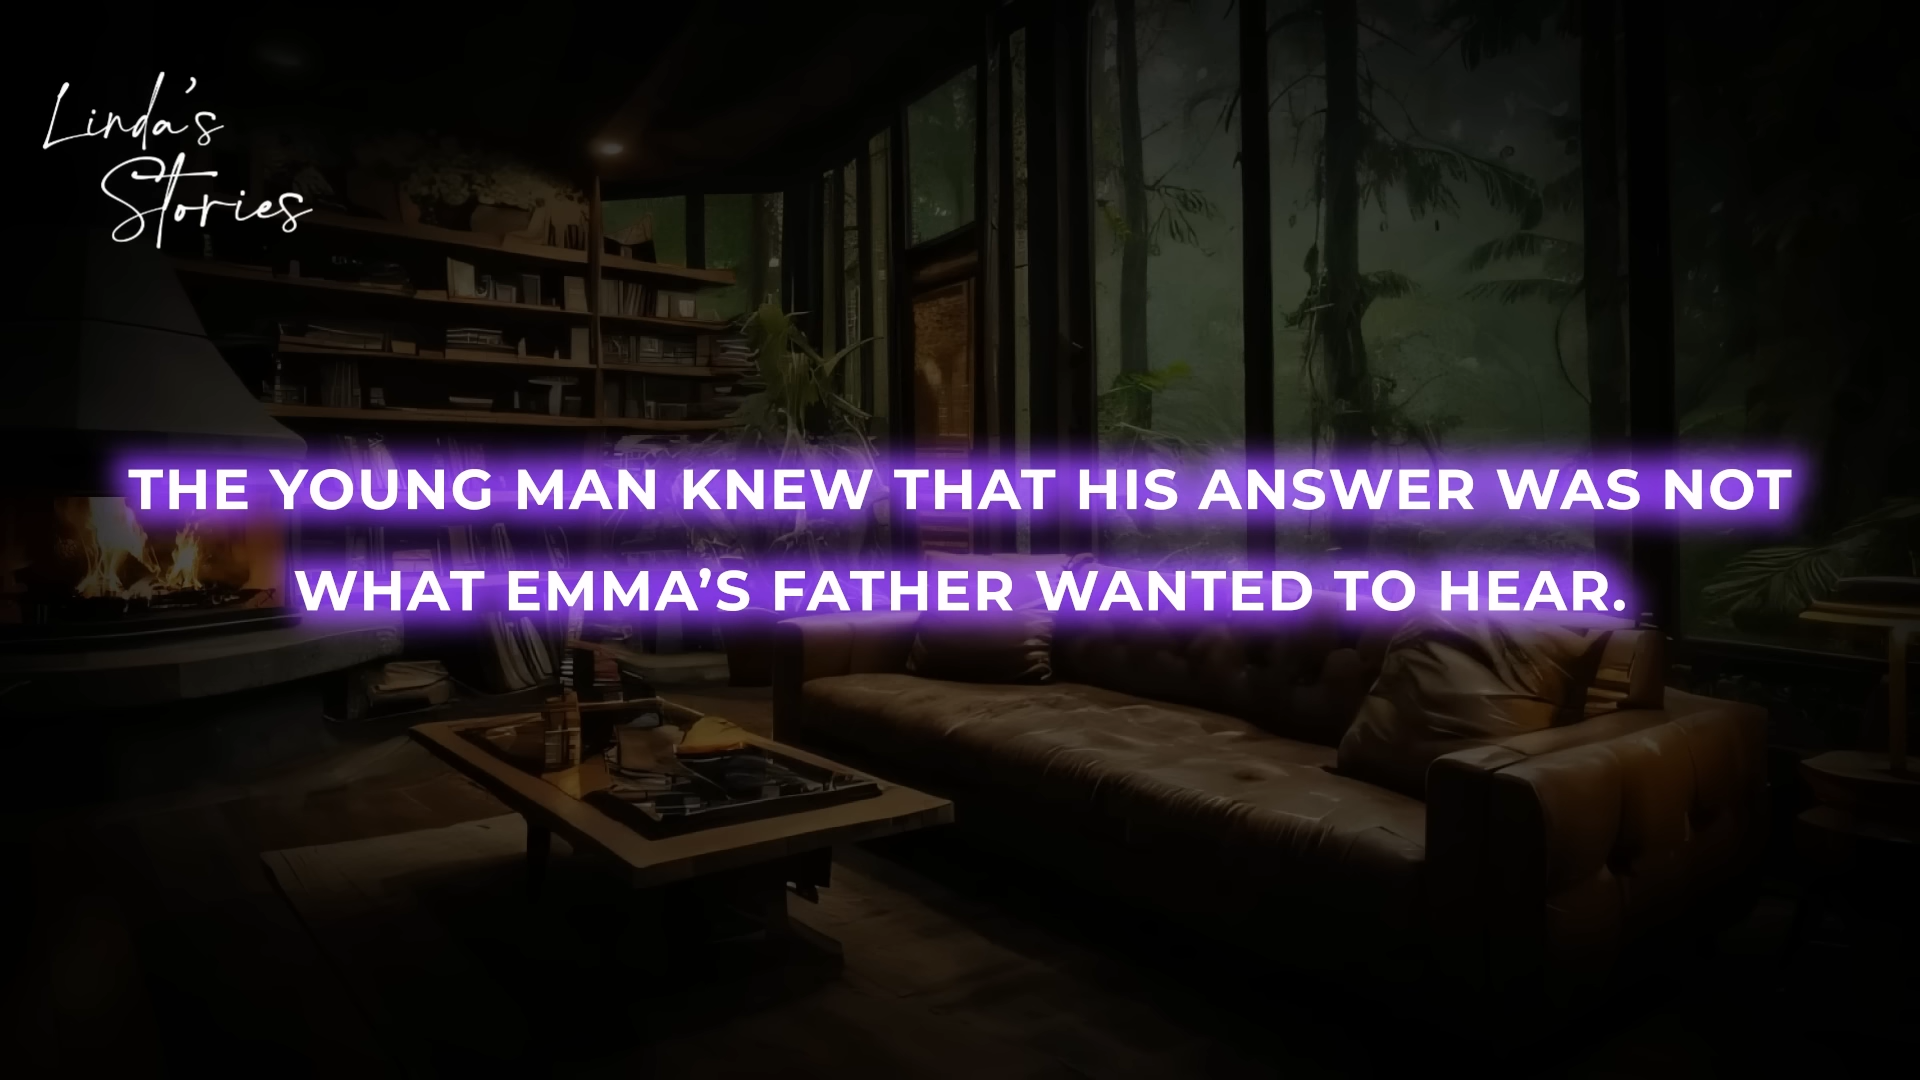 Linda's
Stories
THE YOUNG MAN KNEW THAT HIS ANSWER WAS NOT
WHAT EMMA’S FATHER WANTED TO HEAR.